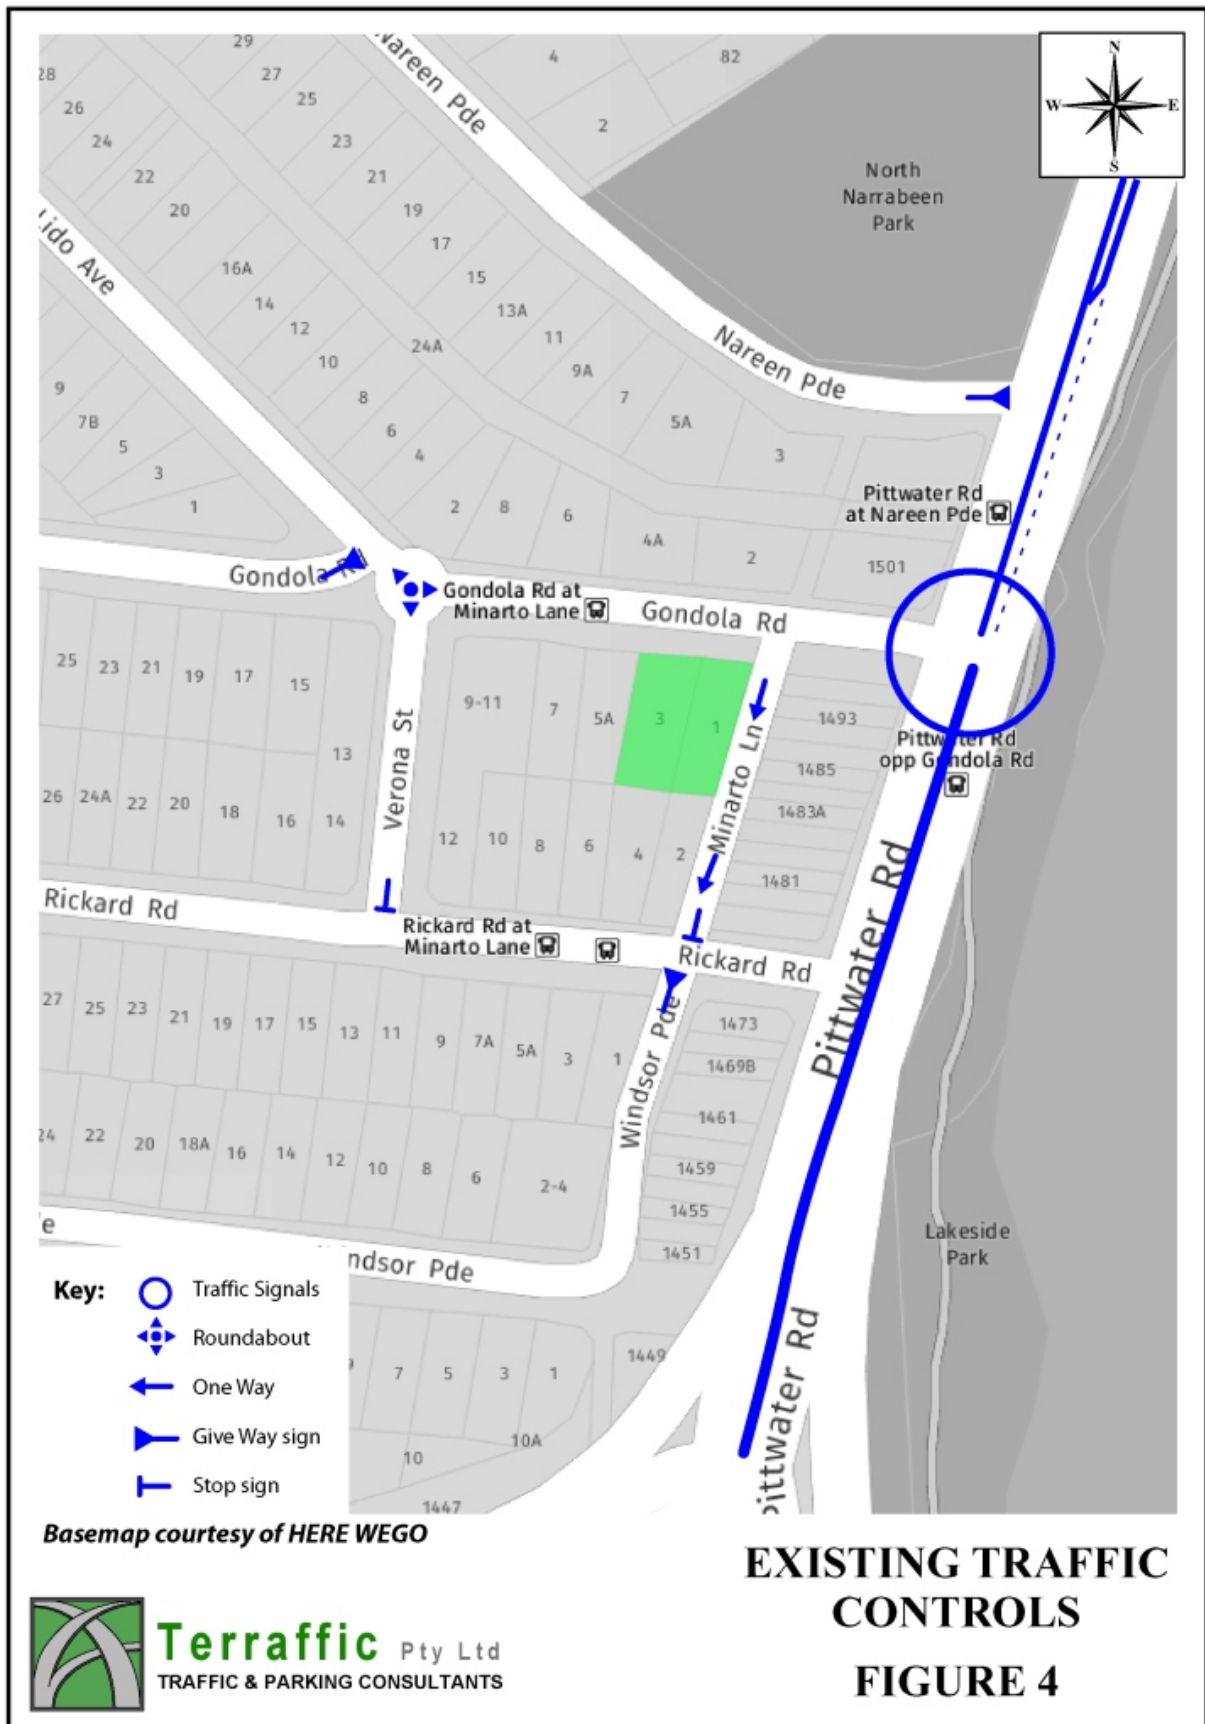 N
W
E
S
Nareen Pde
4
82
2
North
Narrabeen
Park
29
28
27
26
25
24
23
22
21
20
19
17
16A
15
14
13A
12
11
10
24A
9A
8
7
6
5A
4
3
Lido Ave
9
7B
5
3
1
Nareen Pde
2
8
6
4A
2
1501
Pittwater Rd
at Nareen Pde
Gondola Rd
Gondola Rd at
Minarto Lane
Gondola Rd
25
23
21
19
17
15
13
26
24A
22
20
18
16
14
Verona St
9-11
7
5A
3
1
12
10
8
6
4
2
Minarto Ln
1493
1485
1483A
1481
Pittwater Rd
opp Gondola Rd
Pittwater Rd
Rickard Rd
Rickard Rd at
Minarto Lane
Rickard Rd
27
25
23
21
19
17
15
13
11
9
7A
5A
3
1
Windsor Pde
1473
1469B
1461
1459
1455
1451
24
22
20
18A
16
14
12
10
8
6
2-4
Lakeside
Park
ndsor Pde
Pittwater Rd
7
5
3
1
1449
10A
10
1447
Key:
Traffic Signals
Roundabout
One Way
Give Way sign
Stop sign
Basemap courtesy of HERE WEGO
EXISTING TRAFFIC
CONTROLS
FIGURE 4
Terraffic Pty Ltd
TRAFFIC & PARKING CONSULTANTS